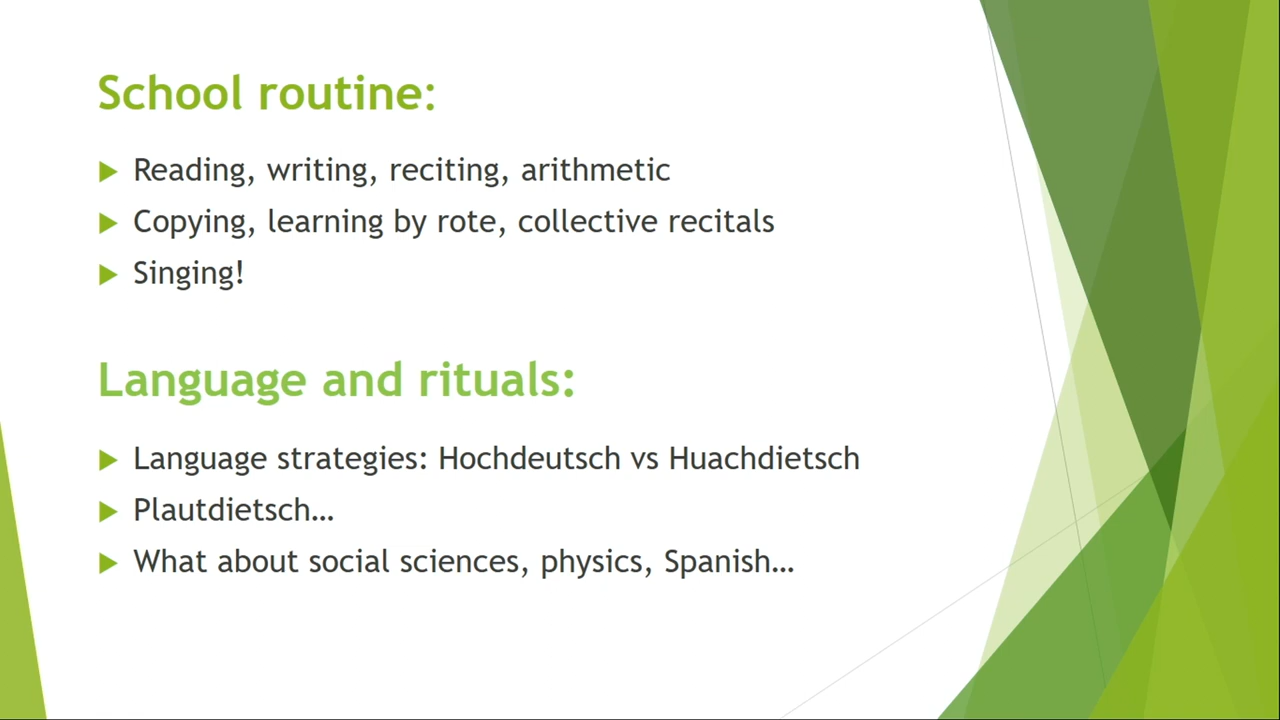 School routine:
Reading, writing, reciting, arithmetic
Copying, learning by rote, collective recitals
Singing!
Language and rituals:
Language strategies: Hochdeutsch vs Huachdietsch
Plautdietsch...
What about social sciences, physics, Spanish...